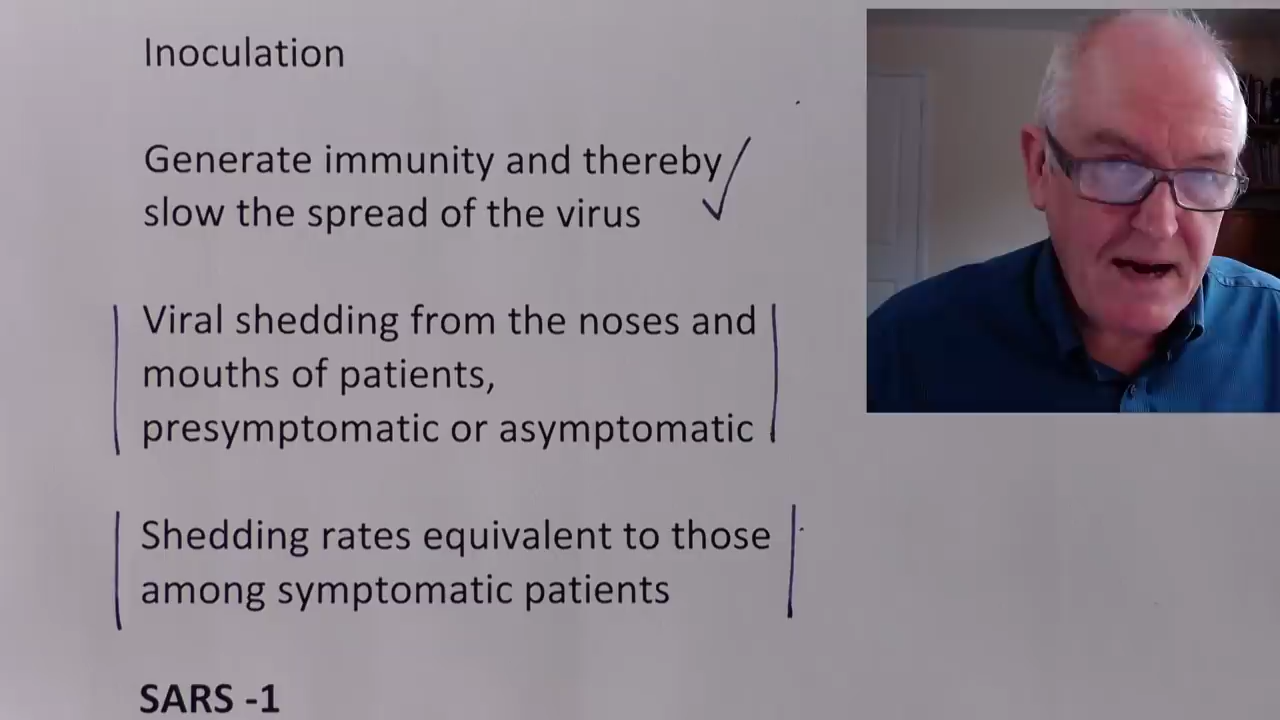 Inoculation
Generate immunity and thereby
slow the spread of the virus
Viral shedding from the noses and
mouths of patients,
presymptomatic or asymptomatic
Shedding rates equivalent to those
among symptomatic patients
SARS -1